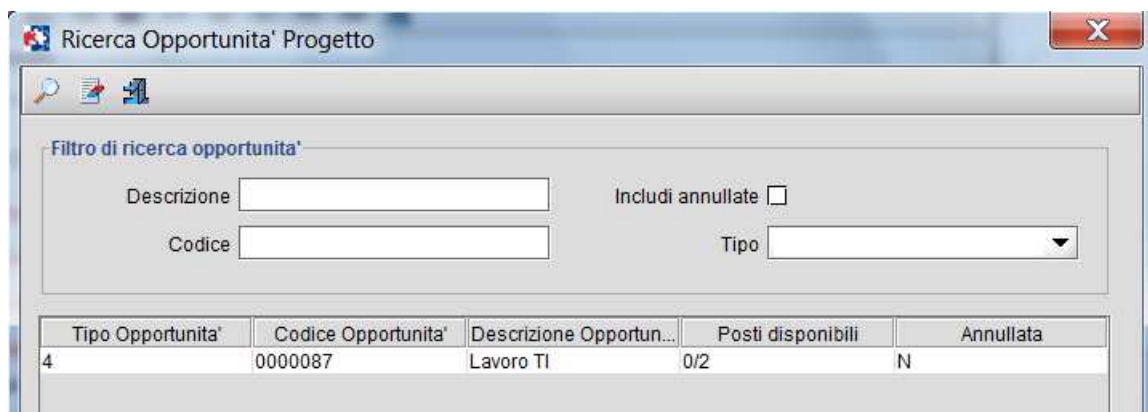 Ricerca Opportunita' Progetto
Filtro di ricerca opportunita'
Descrizione Includi annullate
Codice Tipo
Tipo Opportunita' Codice Opportunita' Descrizione Opportun... Posti disponibili Annullata
4 0000087 Lavoro TI 0/2 N